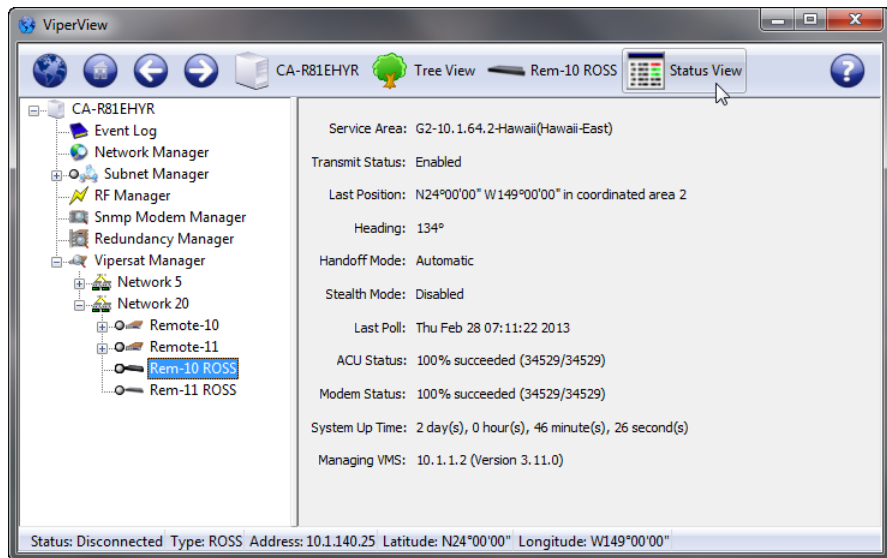 ViperView
CA-R81EHYR Tree View Rem-10 ROSS Status View
CA-R81EHYR
Event Log
Network Manager
Subnet Manager
RF Manager
Snmp Modem Manager
Redundancy Manager
Vipersat Manager
Network 5
Network 20
Remote-10
Remote-11
Rem-10 ROSS
Rem-11 ROSS
Service Area: G2-10.1.64.2-Hawaii(Hawaii-East)
Transmit Status: Enabled
Last Position: N24°00'00" W149°00'00" in coordinated area 2
Heading: 134°
Handoff Mode: Automatic
Stealth Mode: Disabled
Last Poll: Thu Feb 28 07:11:22 2013
ACU Status: 100% succeeded (34529/34529)
Modem Status: 100% succeeded (34529/34529)
System Up Time: 2 day(s), 0 hour(s), 46 minute(s), 26 second(s)
Managing VMS: 10.1.1.2 (Version 3.11.0)
Status: Disconnected Type: ROSS Address: 10.1.140.25 Latitude: N24°00'00" Longitude: W149°00'00"